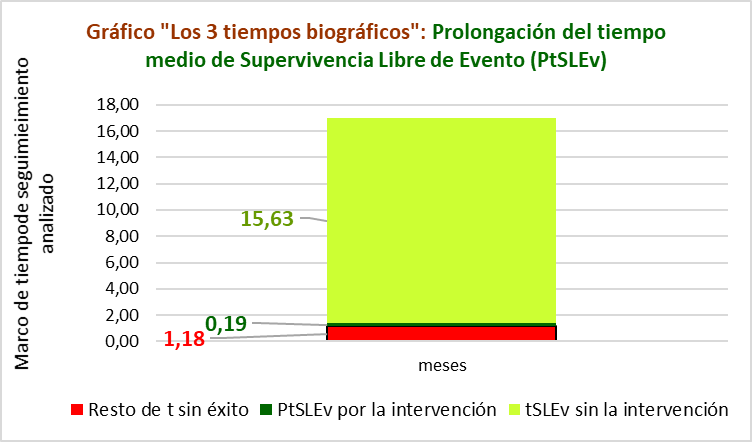 Gráfico "Los 3 tiempos biográficos": Prolongación del tiempo
medio de Supervivencia Libre de Evento (PtSLEv)
Marco de tiempode seguimieimiento
analizado
18,00
16,00
14,00
12,00
10,00
8,00
6,00
4,00
2,00
0,00
15,63
0,19
1,18
meses
Resto de t sin éxito
PtSLEv por la intervención
tSLEv sin la intervención